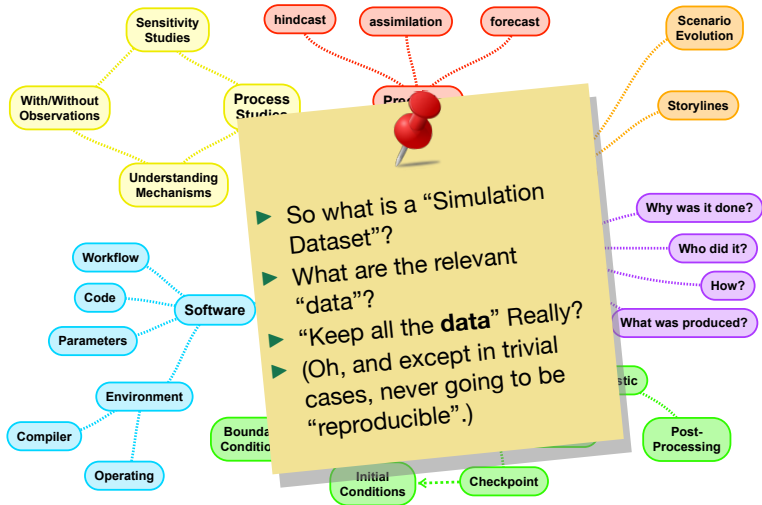 Sensitivity
Studies
hindcast
assimilation
forecast
Scenario
Evolution
With/Without
Observations
Process
Storylines
Understanding
Mechanisms
So what is a “Simulation
Dataset”?
What are the relevant
“data”?
“Keep all the data” Really?
(Oh, and except in trivial
cases, never going to be
“reproducible”.)
Why was it done?
Who did it?
How?
What was produced?
Workflow
Code
Software
Parameters
Environment
Compiler
Operating
Initial
Conditions
Checkpoint
Post-
Processing